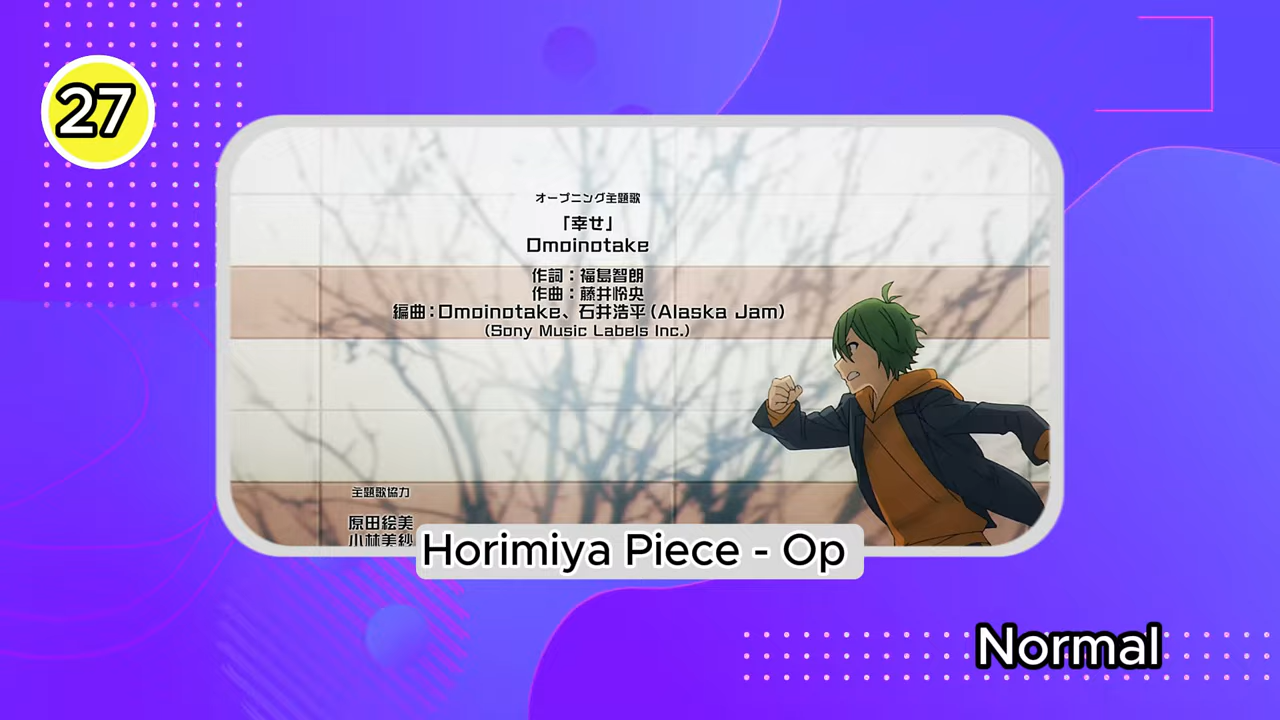 27
オープニング主題歌
「幸せ」
Omoinotake
作詞：福島智朗
作曲：藤井怜央
編曲：Omoinotake、石井浩平(Alaska Jam)
(Sony Music Labels Inc.)
主題歌協力
原田絵美
小林美紗
Horimiya Piece - Op
Normal